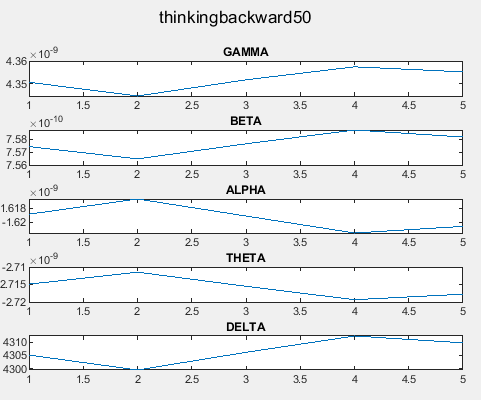 thinkingbackward50
GAMMA
×10^-9
4.36
4.35
1 1.5 2 2.5 3 3.5 4 4.5 5
BETA
×10^-10
7.58
7.57
7.56
1 1.5 2 2.5 3 3.5 4 4.5 5
ALPHA
×10^-9
1.618
-1.62
1 1.5 2 2.5 3 3.5 4 4.5 5
THETA
×10^-9
-2.71
2.715
-2.72
1 1.5 2 2.5 3 3.5 4 4.5 5
DELTA
4310
4305
4300
1 1.5 2 2.5 3 3.5 4 4.5 5